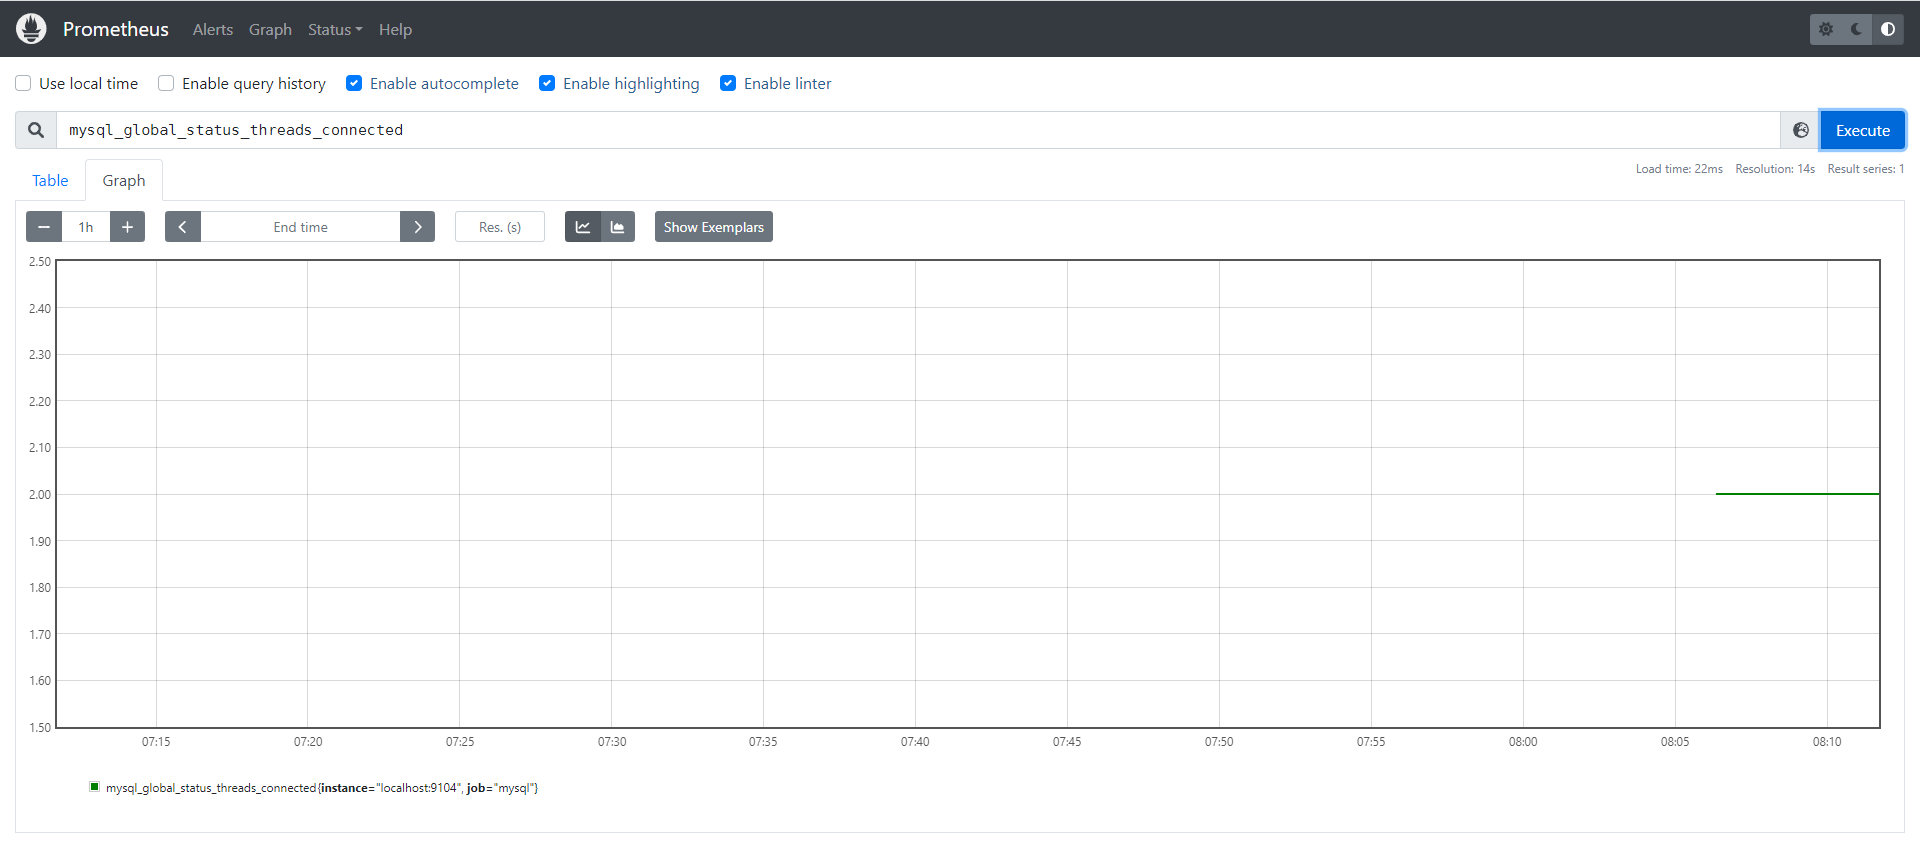 Prometheus Alerts Graph Status Help
Use local time Enable query history Enable autocomplete Enable highlighting Enable linter
mysql_global_status_threads_connected Execute
Load time: 22ms Resolution: 14s Result series: 1
Table Graph
1h End time Res. (s) Show Exemplars
2.50
2.40
2.30
2.20
2.10
2.00
1.90
1.80
1.70
1.60
1.50
07:15 07:20 07:25 07:30 07:35 07:40 07:45 07:50 07:55 08:00 08:05 08:10
mysql_global_status_threads_connected{instance="localhost:9104", job="mysql"}